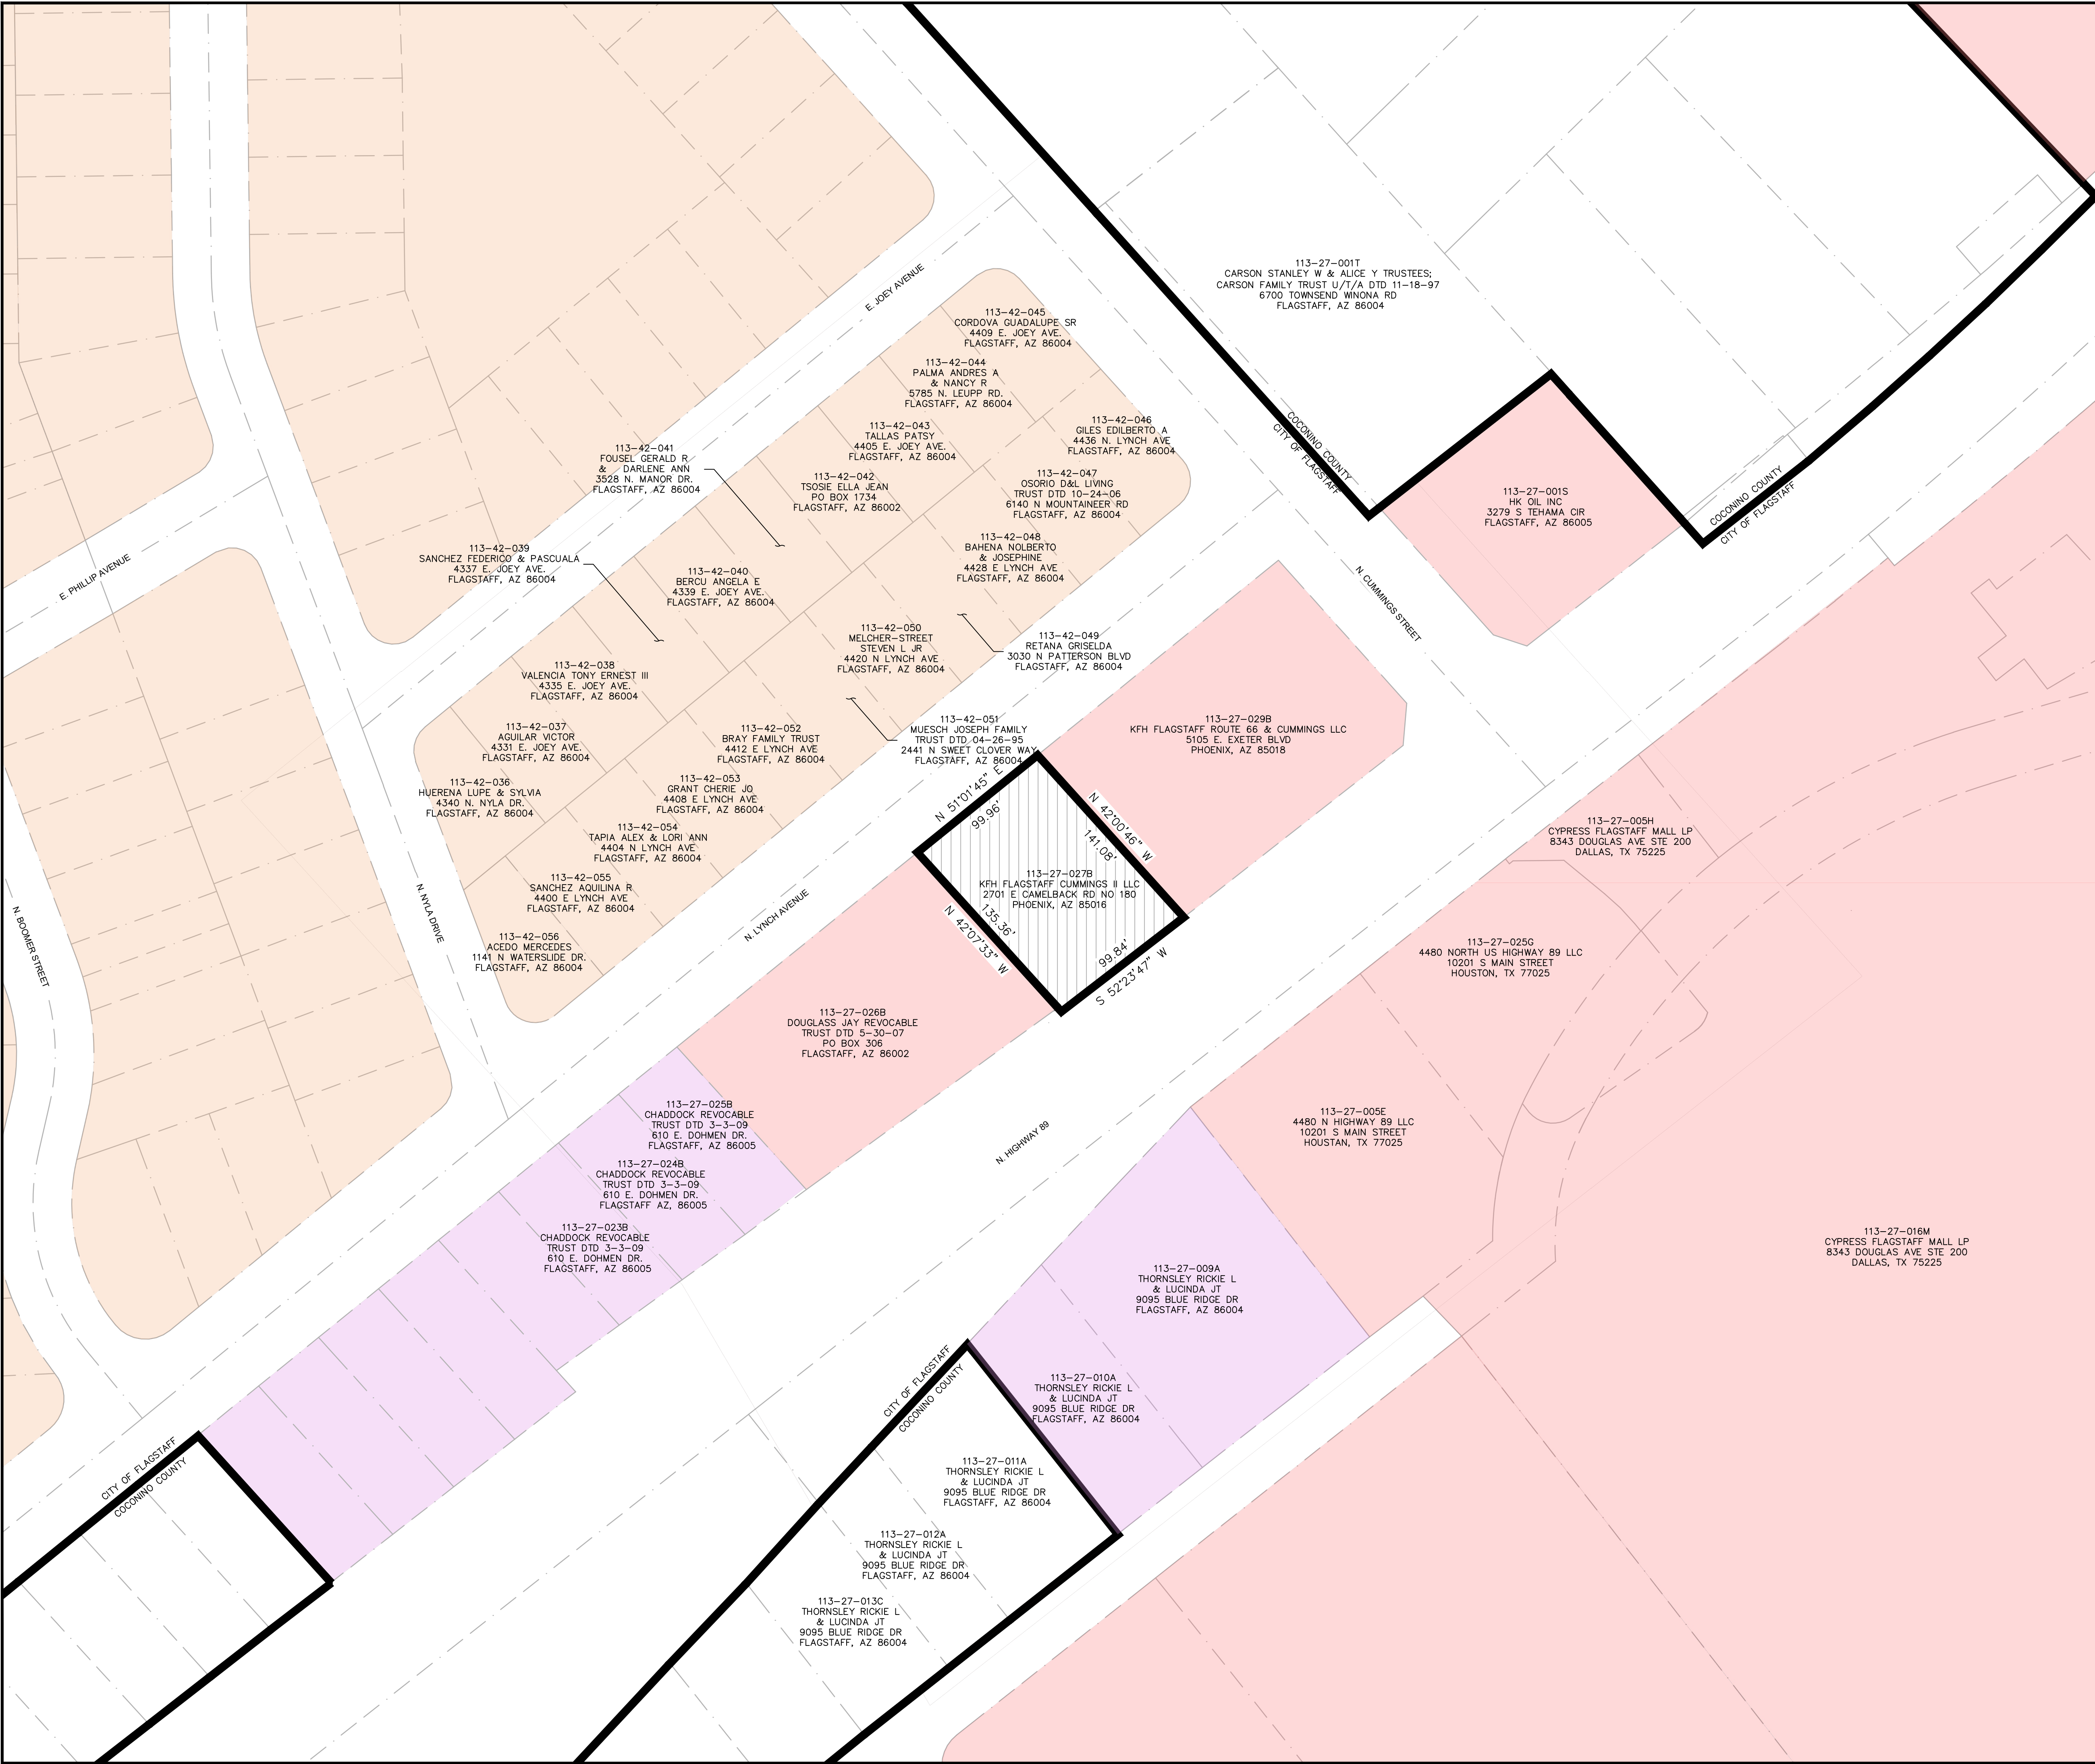 113-27-001T
CARSON STANLEY W & ALICE Y TRUSTEES;
CARSON FAMILY TRUST U/T/A DTD 11-18-97
6700 TOWNSEND WINONA RD
FLAGSTAFF, AZ 86004
E. JOEY AVENUE
113-42-045
CORDOVA GUADALUPE SR
4409 E. JOEY AVE.
FLAGSTAFF, AZ 86004
113-42-044
PALMA ANDRES A
& NANCY R
5785 N. LEUPP RD.
FLAGSTAFF, AZ 86004
113-42-046
GILES EDILBERTO A
4436 N. LYNCH AVE
FLAGSTAFF, AZ 86004
113-42-043
TALLAS PATSY
4405 E. JOEY AVE.
FLAGSTAFF, AZ 86004
113-42-041
FOUSEL GERALD R
& DARLENE ANN
3528 N. MANOR DR.
FLAGSTAFF, AZ 86004
113-42-042
TSOSIE ELLA JEAN
PO BOX 1734
FLAGSTAFF, AZ 86002
113-42-047
OSORIO D&L LIVING
TRUST DTD 10-24-06
6140 N MOUNTAINEER RD
FLAGSTAFF, AZ 86004
COCONINO COUNTY
CITY OF FLAGSTAFF
113-27-001S
HK OIL INC
3279 S TEHAMA CIR
FLAGSTAFF, AZ 86005
COCONINO COUNTY
CITY OF FLAGSTAFF
E. PHILLIP AVENUE
113-42-039
SANCHEZ FEDERICO & PASCUALA
4337 E. JOEY AVE.
FLAGSTAFF, AZ 86004
113-42-040
BERCU ANGELA E
4339 E. JOEY AVE.
FLAGSTAFF, AZ 86004
113-42-048
BAHENA NOLBERTO
& JOSEPHINE
4428 E LYNCH AVE
FLAGSTAFF, AZ 86004
N. CUMMINGS STREET
113-42-050
MELCHER-STREET
STEVEN L JR
4420 N LYNCH AVE
FLAGSTAFF, AZ 86004
113-42-049
RETANA GRISELDA
3030 N PATTERSON BLVD
FLAGSTAFF, AZ 86004
113-42-038
VALENCIA TONY ERNEST III
4335 E. JOEY AVE.
FLAGSTAFF, AZ 86004
113-42-037
AGUILAR VICTOR
4331 E. JOEY AVE.
FLAGSTAFF, AZ 86004
113-42-052
BRAY FAMILY TRUST
4412 E LYNCH AVE
FLAGSTAFF, AZ 86004
113-42-051
MUESCH JOSEPH FAMILY
TRUST DTD 04-26-95
2441 N SWEET CLOVER WAY
FLAGSTAFF, AZ 86004
113-27-029B
KFH FLAGSTAFF ROUTE 66 & CUMMINGS LLC
5105 E. EXETER BLVD
PHOENIX, AZ 85018
113-42-036
HUERENA LUPE & SYLVIA
4340 N. NYLA DR.
FLAGSTAFF, AZ 86004
113-42-053
GRANT CHERIE JO
4408 E LYNCH AVE
FLAGSTAFF, AZ 86004
N 51°01'45" E
99.96'
N 42°00'46" W
141.08'
113-42-054
TAPIA ALEX & LORI ANN
4404 N LYNCH AVE
FLAGSTAFF, AZ 86004
113-27-005H
CYPRESS FLAGSTAFF MALL LP
8343 DOUGLAS AVE STE 200
DALLAS, TX 75225
113-42-055
SANCHEZ AQUILINA R
4400 E LYNCH AVE
FLAGSTAFF, AZ 86004
113-27-027B
KFH FLAGSTAFF CUMMINGS II LLC
2701 E CAMELBACK RD NO 180
PHOENIX, AZ 85016
N. BOOMER STREET
N. NYLA DRIVE
N. LYNCH AVENUE
135.36'
N 42°07'33" W
99.84'
S 52°23'47" W
113-42-056
ACEDO MERCEDES
1141 N WATERSLIDE DR.
FLAGSTAFF, AZ 86004
113-27-025G
4480 NORTH US HIGHWAY 89 LLC
10201 S MAIN STREET
HOUSTON, TX 77025
113-27-026B
DOUGLASS JAY REVOCABLE
TRUST DTD 5-30-07
PO BOX 306
FLAGSTAFF, AZ 86002
113-27-025B
CHADDOCK REVOCABLE
TRUST DTD 3-3-09
610 E. DOHMEN DR.
FLAGSTAFF, AZ 86005
N. HIGHWAY 89
113-27-005E
4480 N HIGHWAY 89 LLC
10201 S MAIN STREET
HOUSTAN, TX 77025
113-27-024B
CHADDOCK REVOCABLE
TRUST DTD 3-3-09
610 E. DOHMEN DR.
FLAGSTAFF AZ, 86005
113-27-023B
CHADDOCK REVOCABLE
TRUST DTD 3-3-09
610 E. DOHMEN DR.
FLAGSTAFF, AZ 86005
113-27-016M
CYPRESS FLAGSTAFF MALL LP
8343 DOUGLAS AVE STE 200
DALLAS, TX 75225
113-27-009A
THORNSLEY RICKIE L
& LUCINDA JT
9095 BLUE RIDGE DR
FLAGSTAFF, AZ 86004
CITY OF FLAGSTAFF
COCONINO COUNTY
113-27-010A
THORNSLEY RICKIE L
& LUCINDA JT
9095 BLUE RIDGE DR
FLAGSTAFF, AZ 86004
CITY OF FLAGSTAFF
COCONINO COUNTY
113-27-011A
THORNSLEY RICKIE L
& LUCINDA JT
9095 BLUE RIDGE DR
FLAGSTAFF, AZ 86004
113-27-012A
THORNSLEY RICKIE L
& LUCINDA JT
9095 BLUE RIDGE DR
FLAGSTAFF, AZ 86004
113-27-013C
THORNSLEY RICKIE L
& LUCINDA JT
9095 BLUE RIDGE DR
FLAGSTAFF, AZ 86004